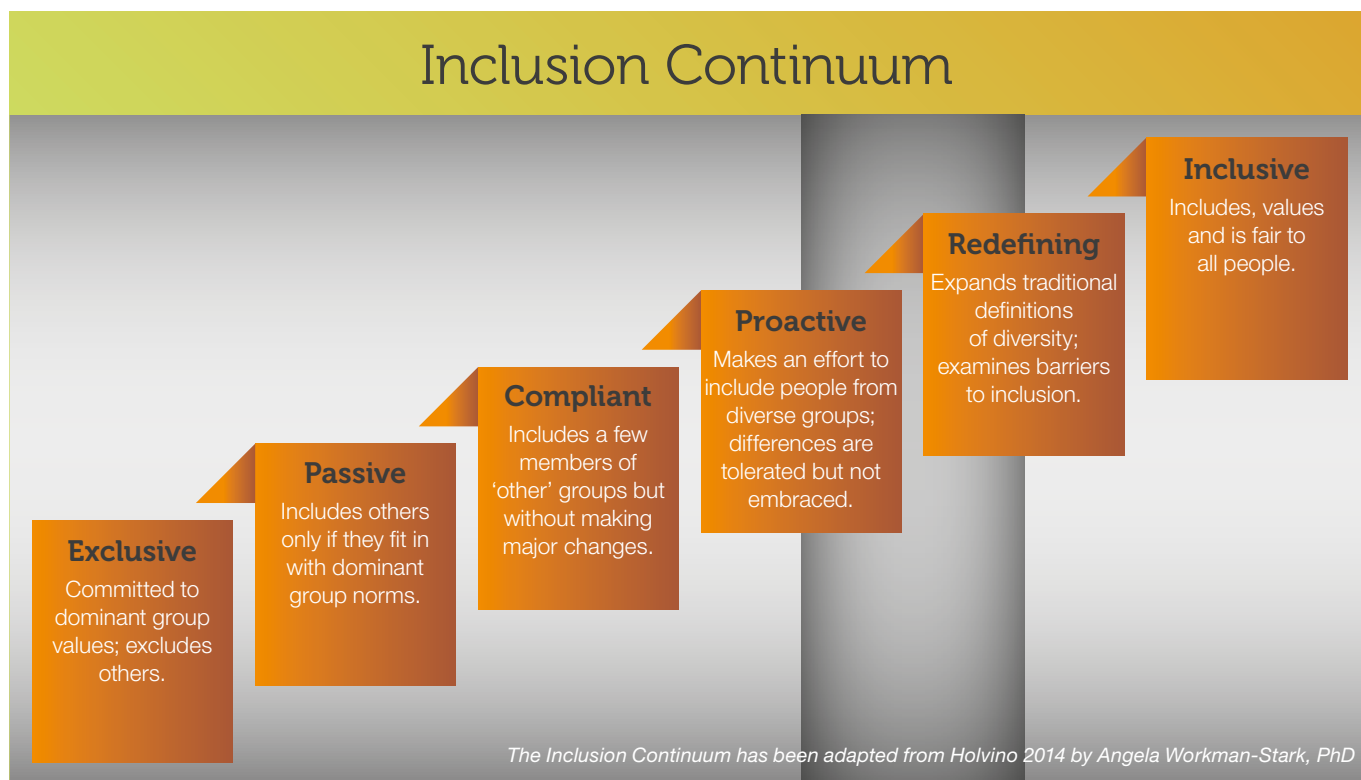 Inclusion Continuum
Exclusive
Committed to
dominant group
values; excludes
others.
Passive
Includes others
only if they fit in
with dominant
group norms.
Compliant
Includes a few
members of
‘other’ groups but
without making
major changes.
Proactive
Makes an effort to
include people from
diverse groups;
differences are
tolerated but not
embraced.
Redefining
Expands traditional
definitions
of diversity;
examines barriers
to inclusion.
Inclusive
Includes, values
and is fair to
all people.
The Inclusion Continuum has been adapted from Holvino 2014 by Angela Workman-Stark, PhD